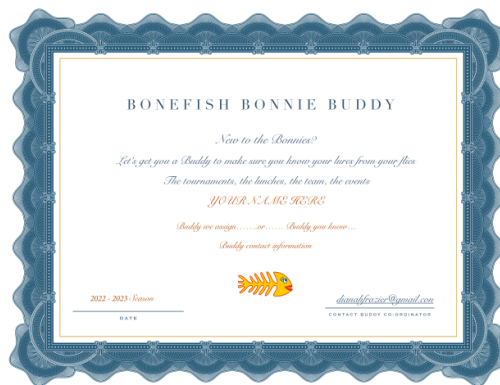 BONEFISH BONNIE BUDDY
New to the Bonnies?
Let's get you a Buddy to make sure you know your lures from your flies
The tournaments, the lunches, the team, the events
YOUR NAME HERE
Buddy we assign……or…… Buddy you know…
Buddy contact information
2022 - 2023 Season
DATE
dianahfrazier@gmail.com
CONTACT BUDDY CO-ORDINATOR